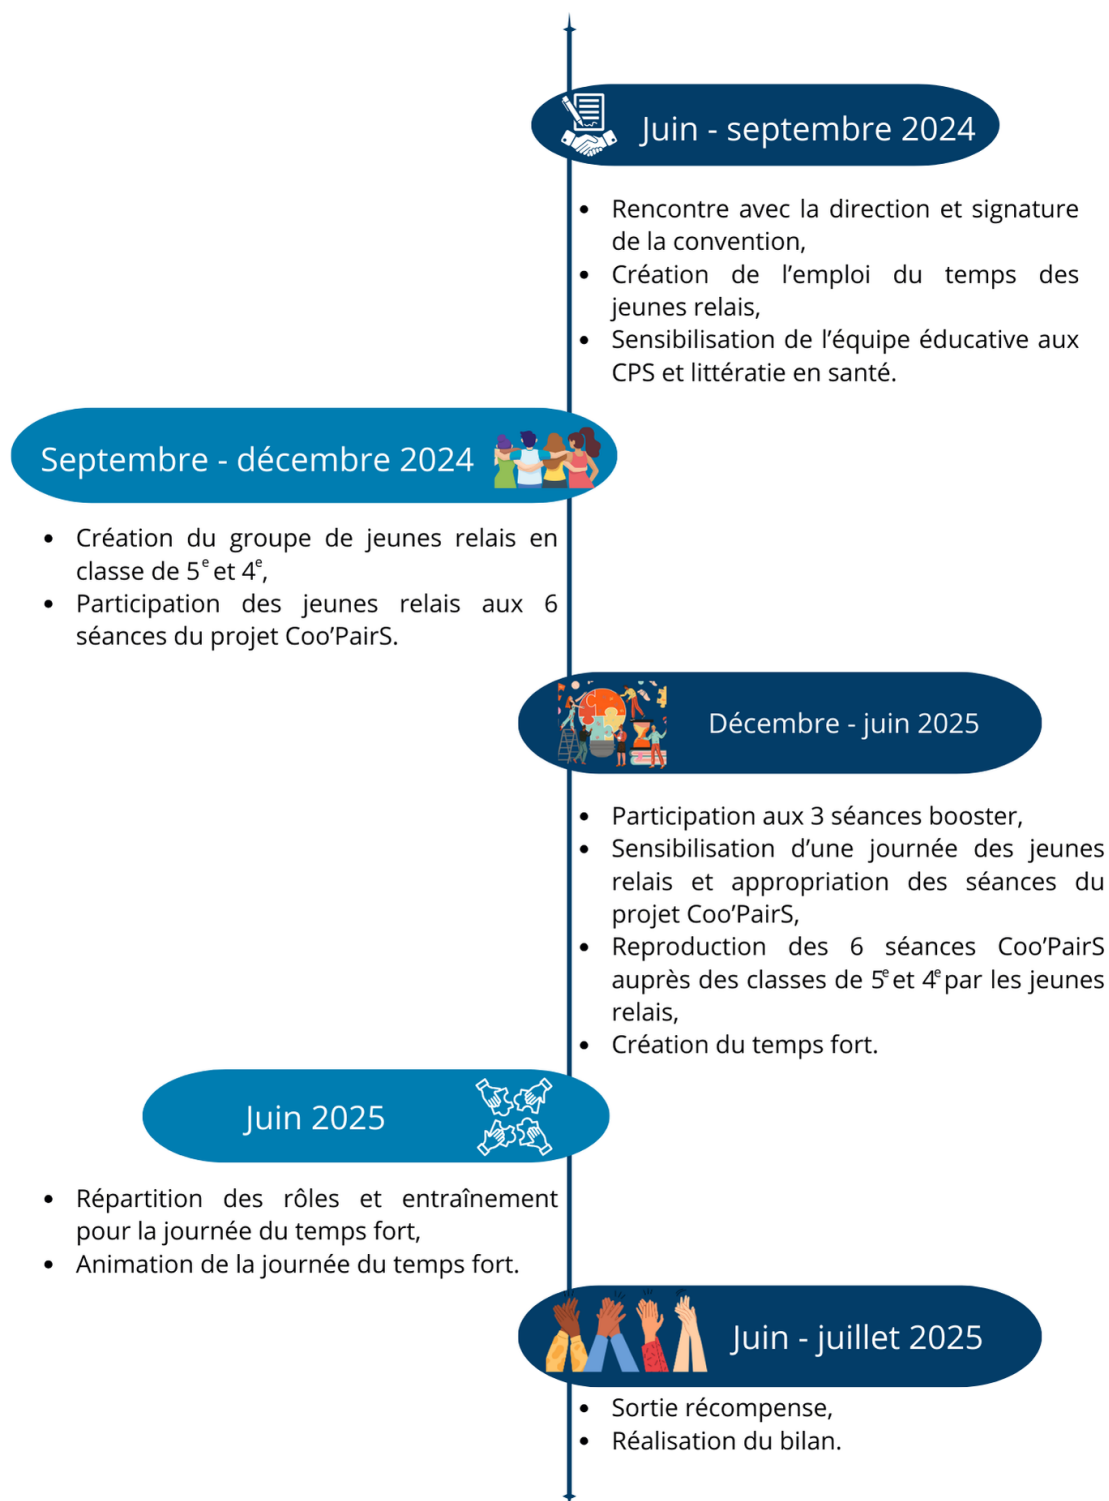 Juin - septembre 2024
• Rencontre avec la direction et signature
de la convention,
• Création de l’emploi du temps des
jeunes relais,
• Sensibilisation de l’équipe éducative aux
CPS et littératie en santé.
Septembre - décembre 2024
• Création du groupe de jeunes relais en
classe de 5e et 4e,
• Participation des jeunes relais aux 6
séances du projet Coo’PairS.
Décembre - juin 2025
• Participation aux 3 séances booster,
• Sensibilisation d’une journée des jeunes
relais et appropriation des séances du
projet Coo’PairS,
• Reproduction des 6 séances Coo’PairS
auprès des classes de 5e et 4e par les jeunes
relais,
• Création du temps fort.
Juin 2025
• Répartition des rôles et entraînement
pour la journée du temps fort,
• Animation de la journée du temps fort.
Juin - juillet 2025
• Sortie récompense,
• Réalisation du bilan.